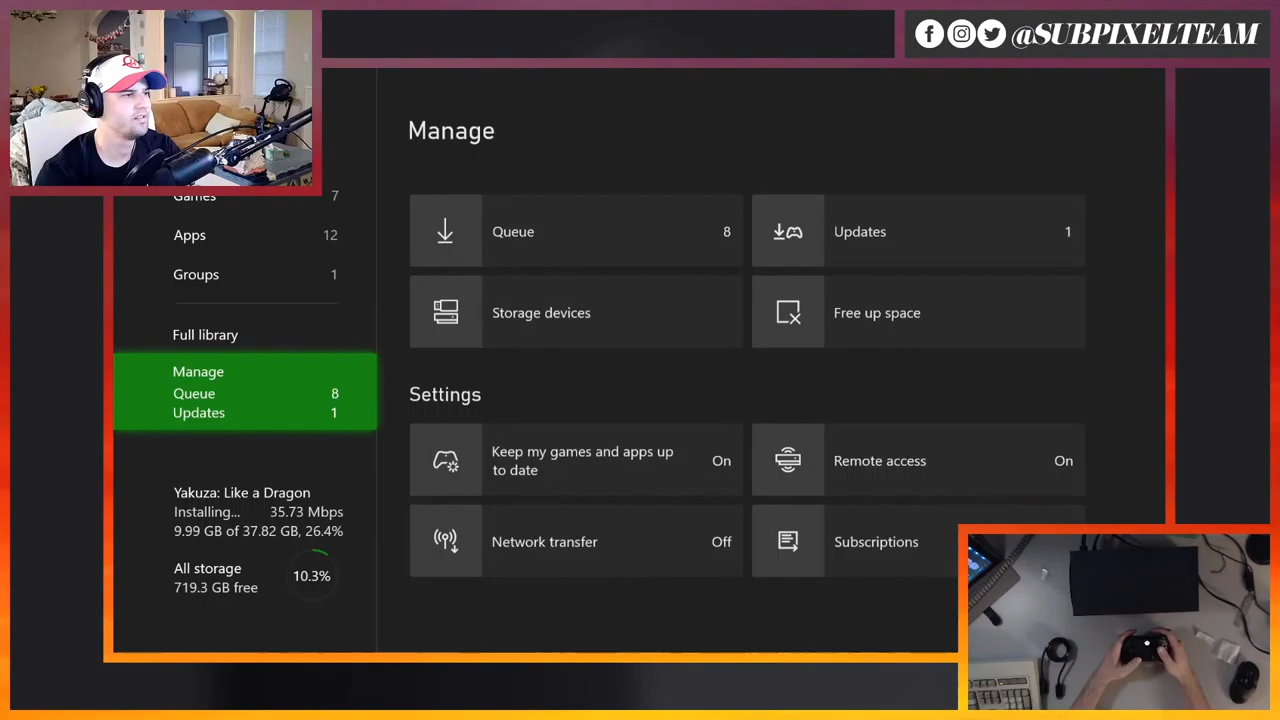 @SUBPIXELTEAM
Games 7
Apps 12
Groups 1
Full library
Manage
Queue 8
Updates 1
Yakuza: Like a Dragon
Installing... 35.73 Mbps
9.99 GB of 37.82 GB, 26.4%
All storage
719.3 GB free
10.3%
Manage
Queue 8
Updates 1
Storage devices
Free up space
Settings
Keep my games and apps up
to date
On
Remote access On
Network transfer Off
Subscriptions